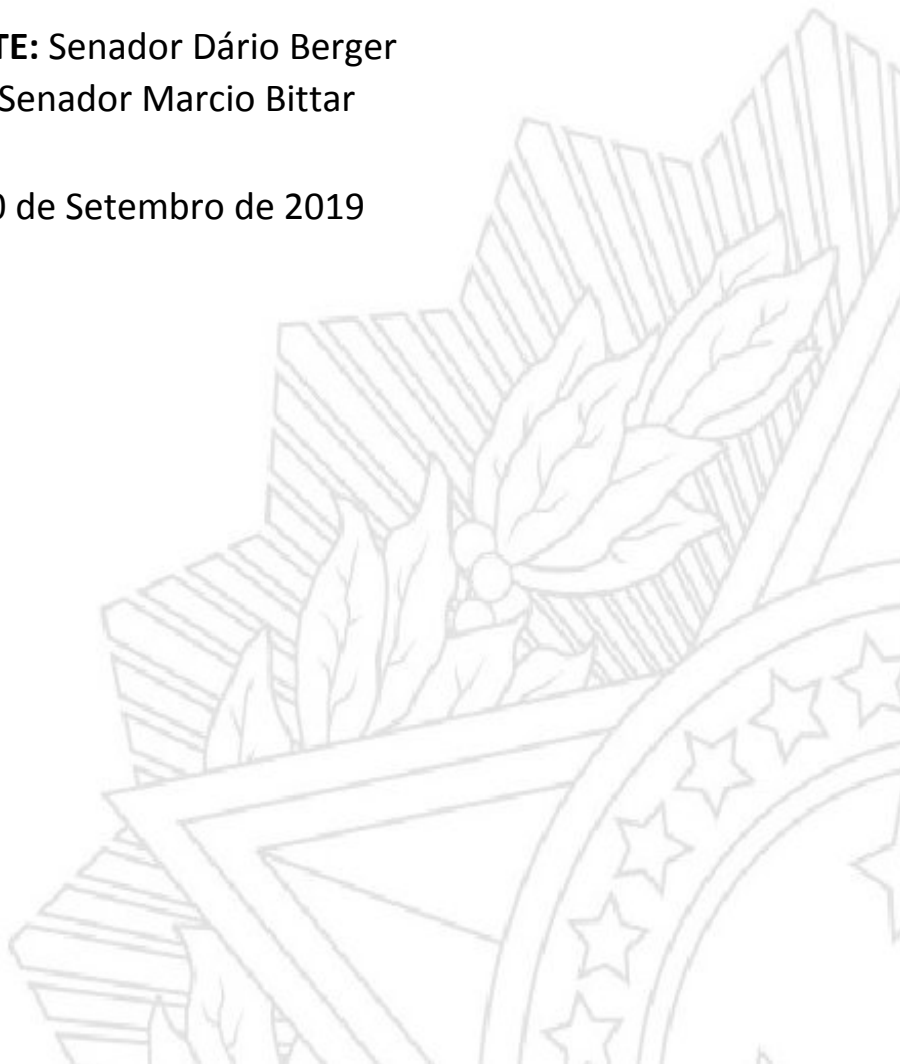 TE: Senador Dário Berger
Senador Marcio Bittar
0 de Setembro de 2019